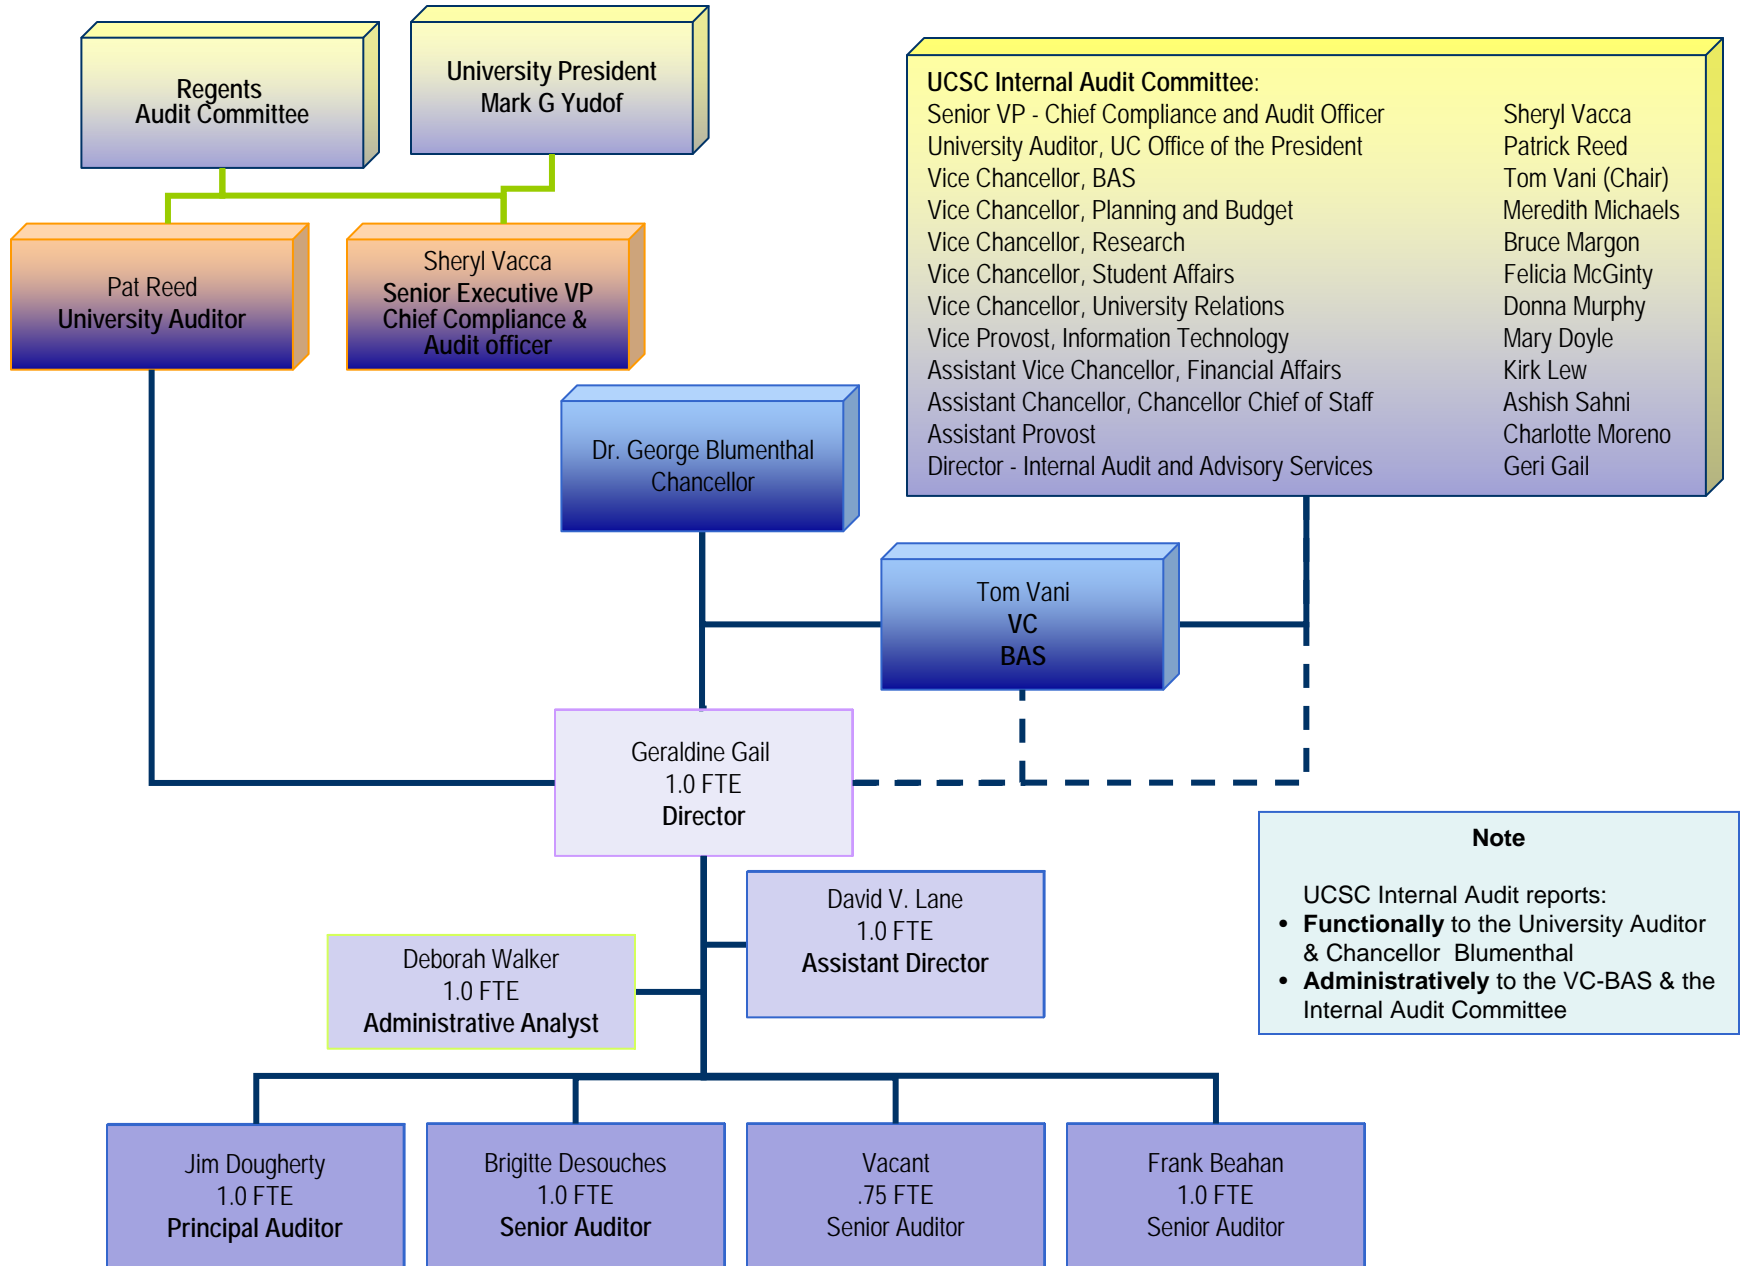 Regents
Audit Committee
University President
Mark G Yudof
UCSC Internal Audit Committee:
Senior VP - Chief Compliance and Audit Officer Sheryl Vacca
University Auditor, UC Office of the President Patrick Reed
Vice Chancellor, BAS Tom Vani (Chair)
Vice Chancellor, Planning and Budget Meredith Michaels
Vice Chancellor, Research Bruce Margon
Vice Chancellor, Student Affairs Felicia McGinty
Vice Chancellor, University Relations Donna Murphy
Vice Provost, Information Technology Mary Doyle
Assistant Vice Chancellor, Financial Affairs Kirk Lew
Assistant Chancellor, Chancellor Chief of Staff Ashish Sahni
Assistant Provost Charlotte Moreno
Director - Internal Audit and Advisory Services Geri Gail
Pat Reed
University Auditor
Sheryl Vacca
Senior Executive VP
Chief Compliance &
Audit officer
Dr. George Blumenthal
Chancellor
Tom Vani
VC
BAS
Geraldine Gail
1.0 FTE
Director
Note
UCSC Internal Audit reports:
• Functionally to the University Auditor
& Chancellor Blumenthal
• Administratively to the VC-BAS & the
Internal Audit Committee
David V. Lane
1.0 FTE
Assistant Director
Deborah Walker
1.0 FTE
Administrative Analyst
Jim Dougherty
1.0 FTE
Principal Auditor
Brigitte Desouches
1.0 FTE
Senior Auditor
Vacant
.75 FTE
Senior Auditor
Frank Beahan
1.0 FTE
Senior Auditor